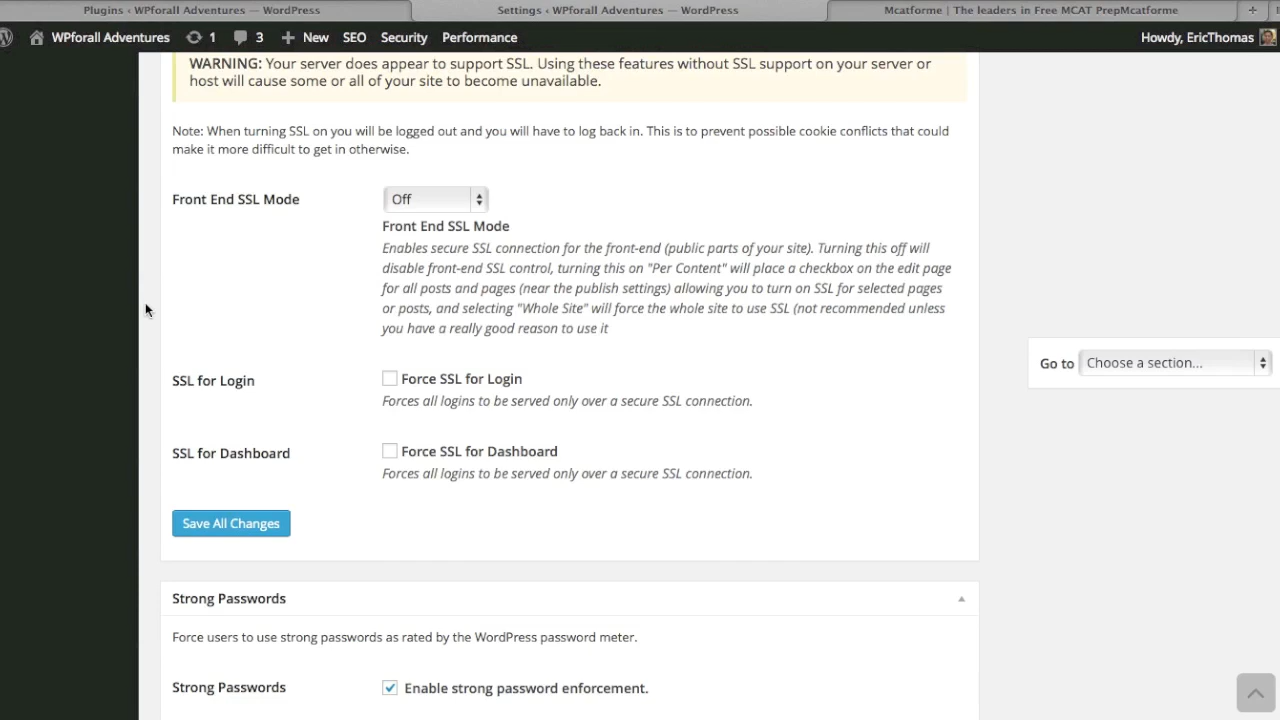 Plugins ‹ WPforall Adventures — WordPress
Settings ‹ WPforall Adventures — WordPress
Mcatforme | The leaders in Free MCAT PrepMcatforme
WPforall Adventures 1 3 New SEO Security Performance Howdy, EricThomas
WARNING: Your server does appear to support SSL. Using these features without SSL support on your server or
host will cause some or all of your site to become unavailable.
Note: When turning SSL on you will be logged out and you will have to log back in. This is to prevent possible cookie conflicts that could
make it more difficult to get in otherwise.
Front End SSL Mode Off
Front End SSL Mode
Enables secure SSL connection for the front-end (public parts of your site). Turning this off will
disable front-end SSL control, turning this on "Per Content" will place a checkbox on the edit page
for all posts and pages (near the publish settings) allowing you to turn on SSL for selected pages
or posts, and selecting "Whole Site" will force the whole site to use SSL (not recommended unless
you have a really good reason to use it
Go to Choose a section...
SSL for Login Force SSL for Login
Forces all logins to be served only over a secure SSL connection.
SSL for Dashboard Force SSL for Dashboard
Forces all logins to be served only over a secure SSL connection.
Save All Changes
Strong Passwords
Force users to use strong passwords as rated by the WordPress password meter.
Strong Passwords Enable strong password enforcement.